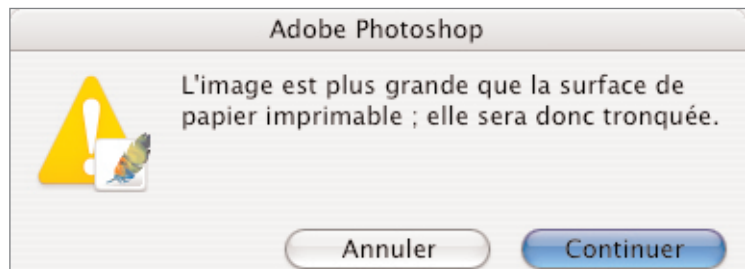 Adobe Photoshop
L'image est plus grande que la surface de
papier imprimable ; elle sera donc tronquée.
Annuler
Continuer